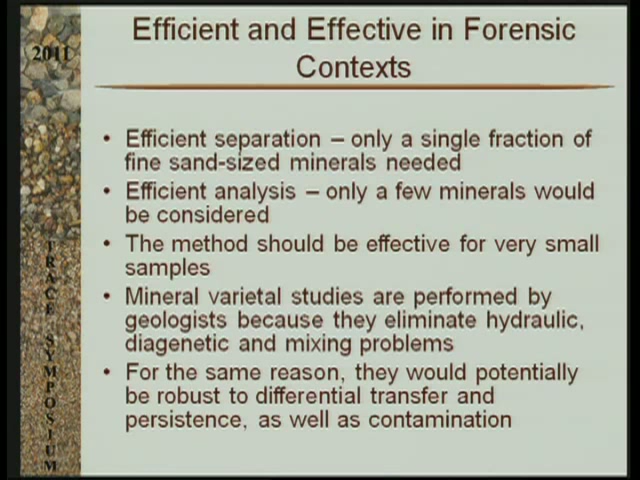 Efficient and Effective in Forensic
Contexts
2011
TRACE SYMPOSIUM
• Efficient separation – only a single fraction of
fine sand-sized minerals needed
• Efficient analysis – only a few minerals would
be considered
• The method should be effective for very small
samples
• Mineral varietal studies are performed by
geologists because they eliminate hydraulic,
diagenetic and mixing problems
• For the same reason, they would potentially
be robust to differential transfer and
persistence, as well as contamination